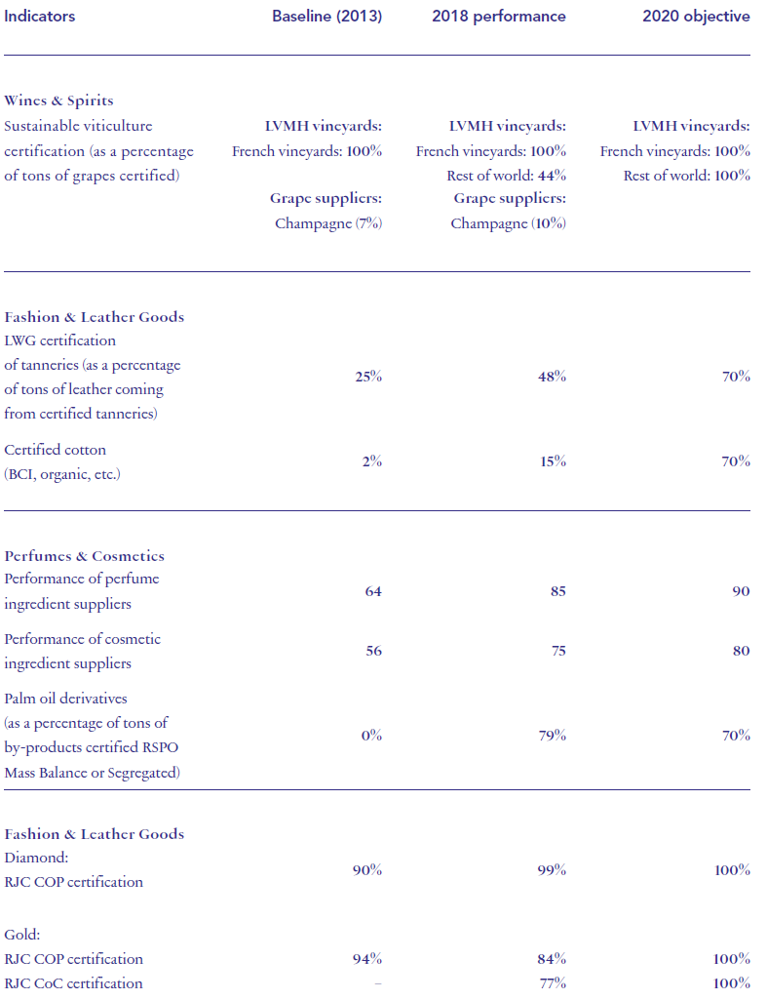 Indicators Baseline (2013) 2018 performance 2020 objective
Wines & Spirits
Sustainable viticulture LVMH vineyards: LVMH vineyards: LVMH vineyards:
certification (as a percentage French vineyards: 100% French vineyards: 100% French vineyards: 100%
of tons of grapes certified) Rest of world: 44% Rest of world: 100%
Grape suppliers: Grape suppliers:
Champagne (7%) Champagne (10%)
Fashion & Leather Goods
LWG certification
of tanneries (as a percentage
25% 48% 70%
of tons of leather coming
from certified tanneries)
Certified cotton
2% 15% 70%
(BCI, organic, etc.)
Perfumes & Cosmetics
Performance of perfume
64 85 90
ingredient suppliers
Performance of cosmetic
56 75 80
ingredient suppliers
Palm oil derivatives
(as a percentage of tons of
0% 79% 70%
by-products certified RSPO
Mass Balance or Segregated)
Fashion & Leather Goods
Diamond:
90% 99% 100%
RJC COP certification
Gold:
RJC COP certification 94% 84% 100%
RJC CoC certification – 77% 100%